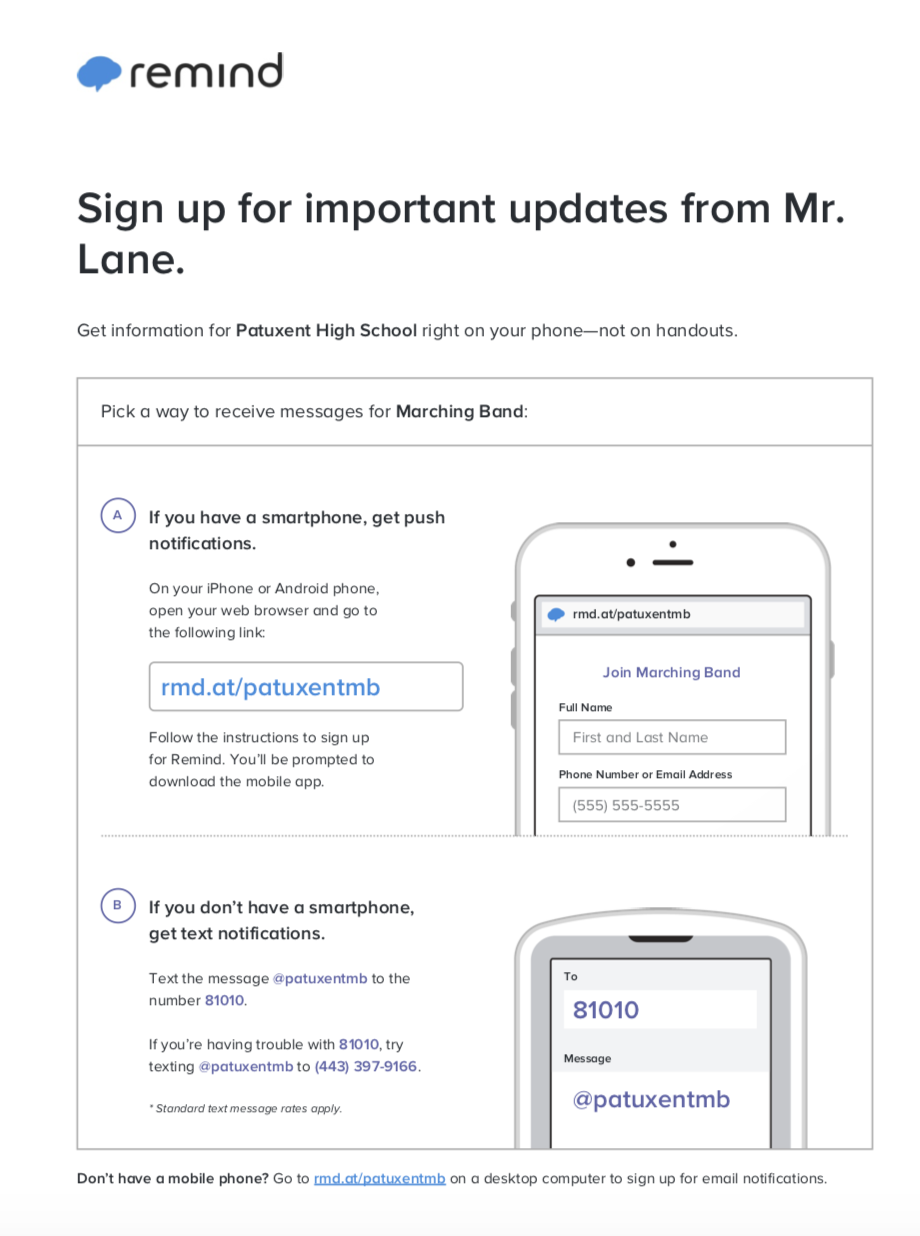 remind
Sign up for important updates from Mr.
Lane.
Get information for Patuxent High School right on your phone—not on handouts.
Pick a way to receive messages for Marching Band:
A
If you have a smartphone, get push
notifications.
On your iPhone or Android phone,
open your web browser and go to
the following link:
rmd.at/patuxentmb
Follow the instructions to sign up
for Remind. You’ll be prompted to
download the mobile app.
rmd.at/patuxentmb
Join Marching Band
Full Name
First and Last Name
Phone Number or Email Address
(555) 555-5555
B
If you don’t have a smartphone,
get text notifications.
Text the message @patuxentmb to the
number 81010.
If you’re having trouble with 81010, try
texting @patuxentmb to (443) 397-9166.
* Standard text message rates apply.
To
81010
Message
@patuxentmb
Don’t have a mobile phone? Go to rmd.at/patuxentmb on a desktop computer to sign up for email notifications.